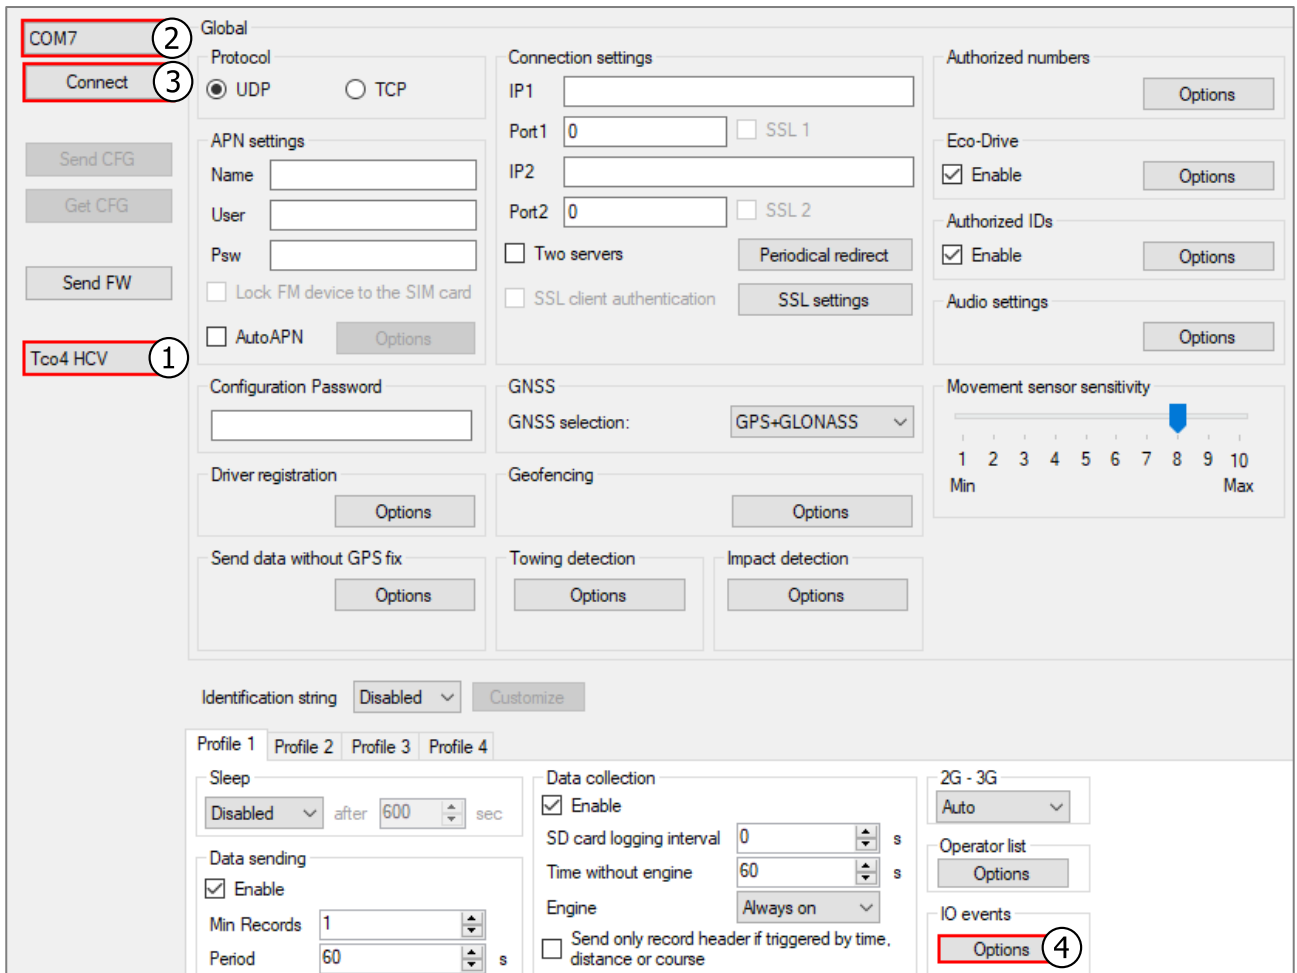 COM7
2
Connect
3
Send CFG
Get CFG
Send FW
Tco4 HCV
1
Global
Protocol
UDP
TCP
APN settings
Name
User
Psw
Lock FM device to the SIM card
AutoAPN
Options
Connection settings
IP1
Port1
0
SSL 1
IP2
Port2
0
SSL 2
Two servers
Periodical redirect
SSL client authentication
SSL settings
Authorized numbers
Options
Eco-Drive
Enable
Options
Authorized IDs
Enable
Options
Audio settings
Options
Configuration Password
GNSS
GNSS selection:
GPS+GLONASS
Movement sensor sensitivity
1 2 3 4 5 6 7 8 9 10
Min
Max
Driver registration
Options
Geofencing
Options
Send data without GPS fix
Options
Towing detection
Options
Impact detection
Options
Identification string
Disabled
Customize
Profile 1
Profile 2
Profile 3
Profile 4
Sleep
Disabled
after
600
sec
Data sending
Enable
Min Records
1
Period
60
s
Data collection
Enable
SD card logging interval
0
s
Time without engine
60
s
Engine
Always on
Send only record header if triggered by time,
distance or course
2G - 3G
Auto
Operator list
Options
IO events
Options
4